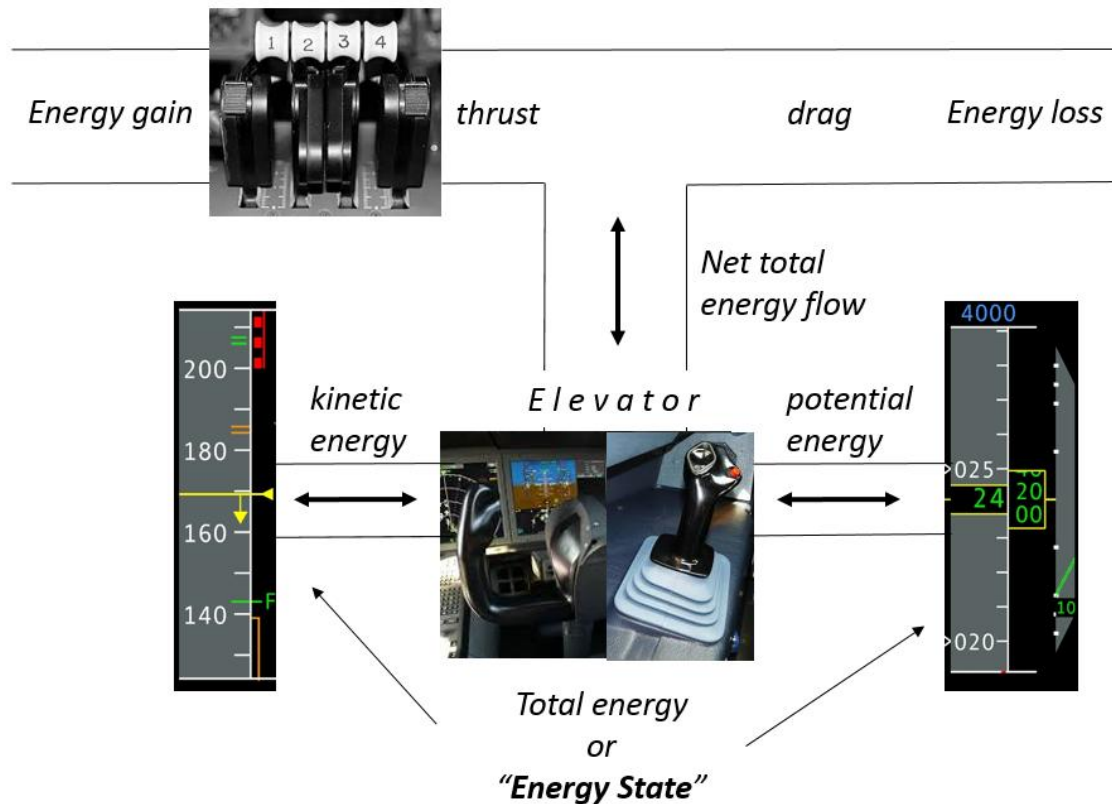 1 2 3 4
Energy gain
thrust
drag
Energy loss
Net total
energy flow
200
180
160
140
F
kinetic
energy
Elevator
potential
energy
4000
025
24
20
00
020
10
Total energy
or
“Energy State”